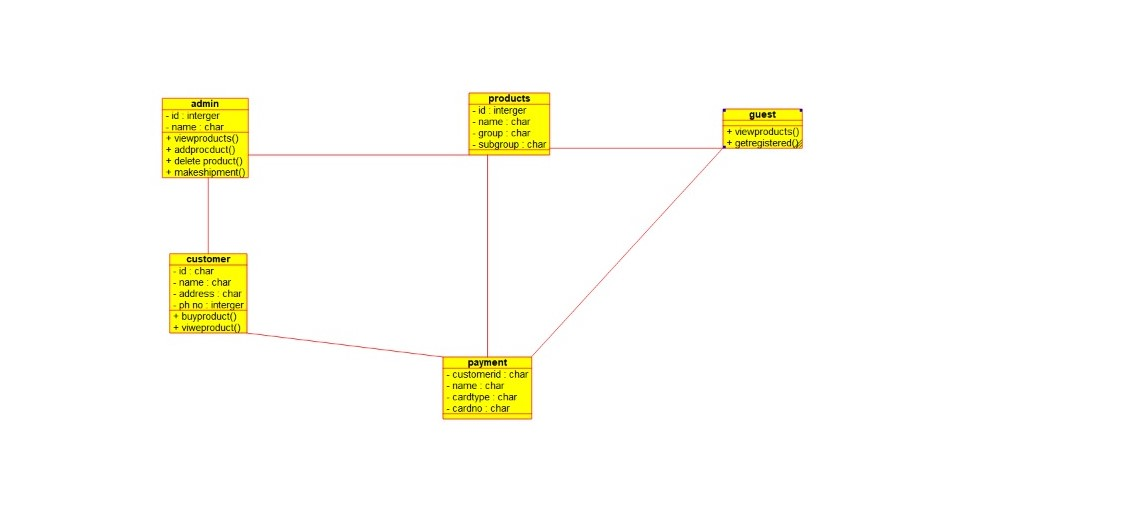 admin
- id : interger
- name : char
+ viewproducts()
+ addprocduct()
+ delete product()
+ makeshipment()
products
- id : interger
- name : char
- group : char
- subgroup : char
guest
+ viewproducts()
+ getregistered()
customer
- id : char
- name : char
- address : char
- ph no : interger
+ buyproduct()
+ viweproduct()
payment
- customerid : char
- name : char
- cardtype : char
- cardno : char